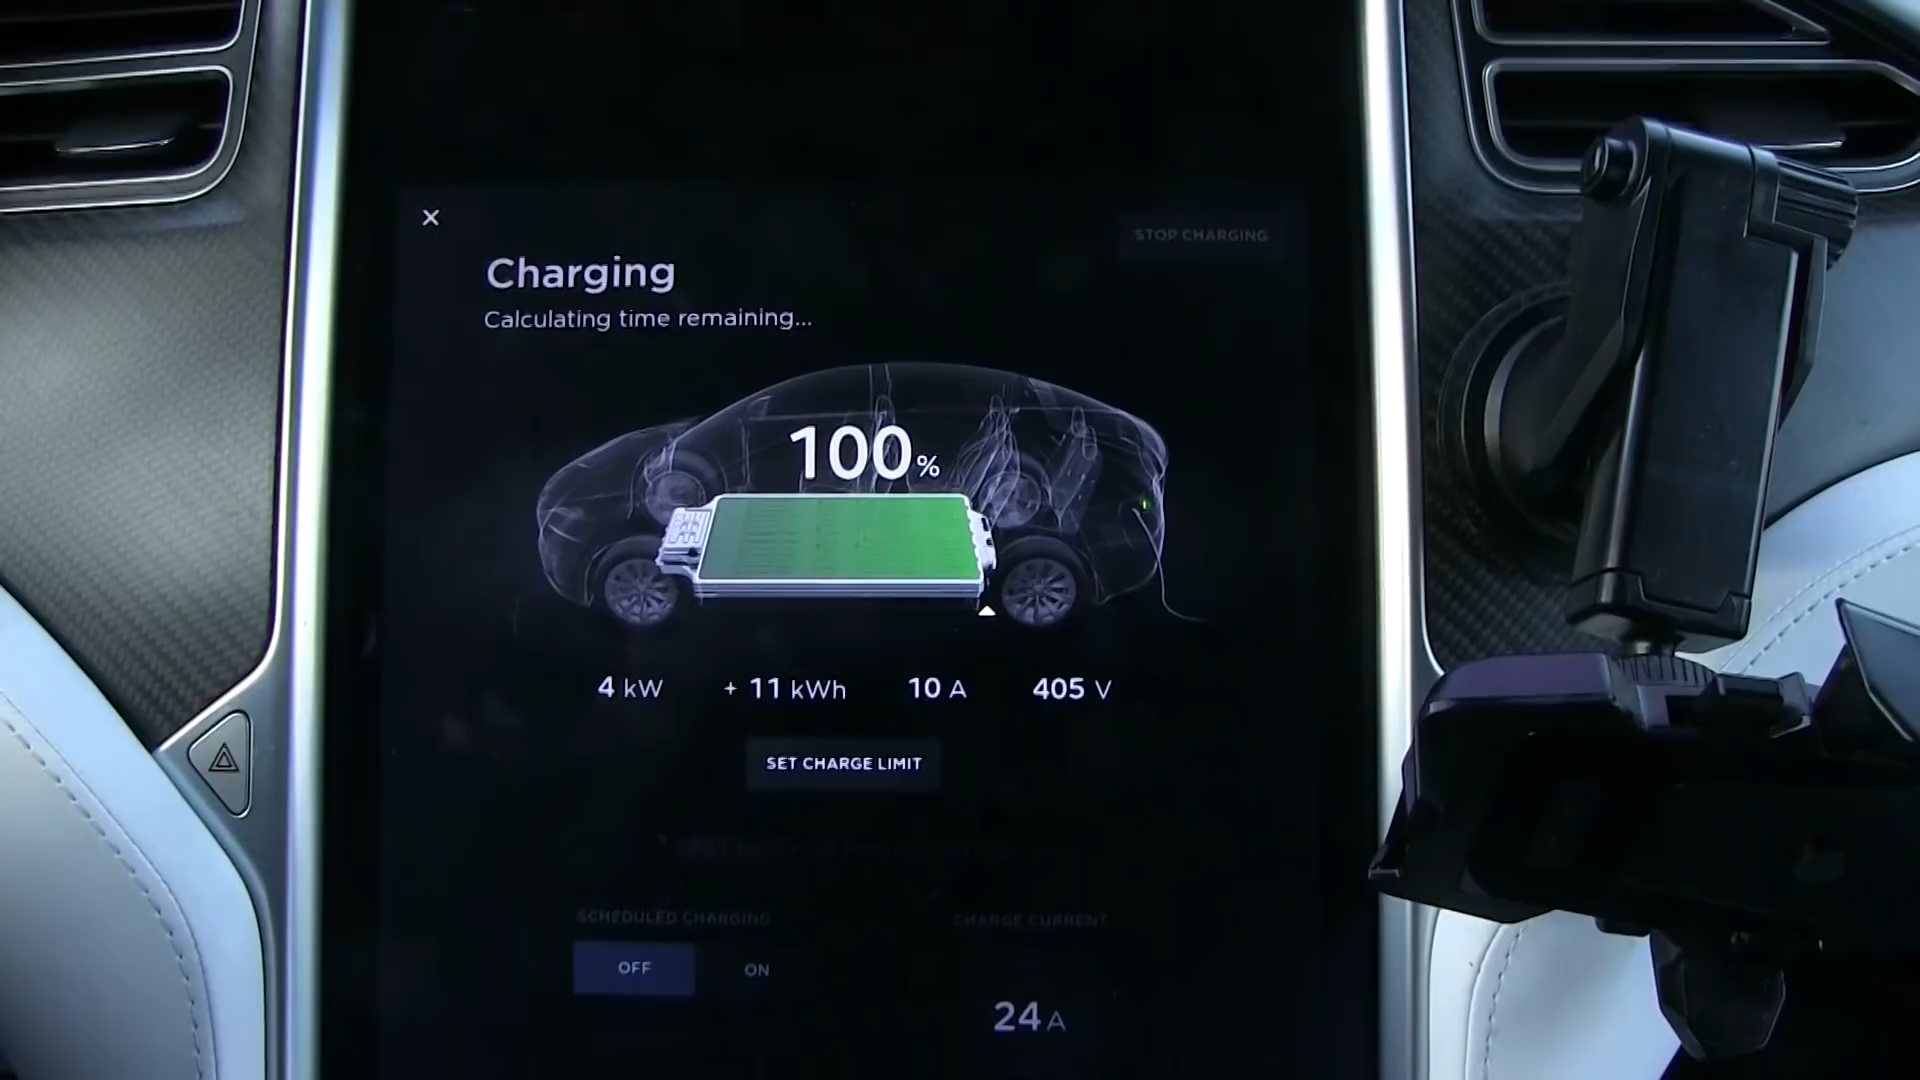 ×
STOP CHARGING
Charging
Calculating time remaining...
100%
4 kW + 11 kWh 10 A 405 V
SET CHARGE LIMIT
SCHEDULED CHARGING CHARGE CURRENT
OFF ON
24 A